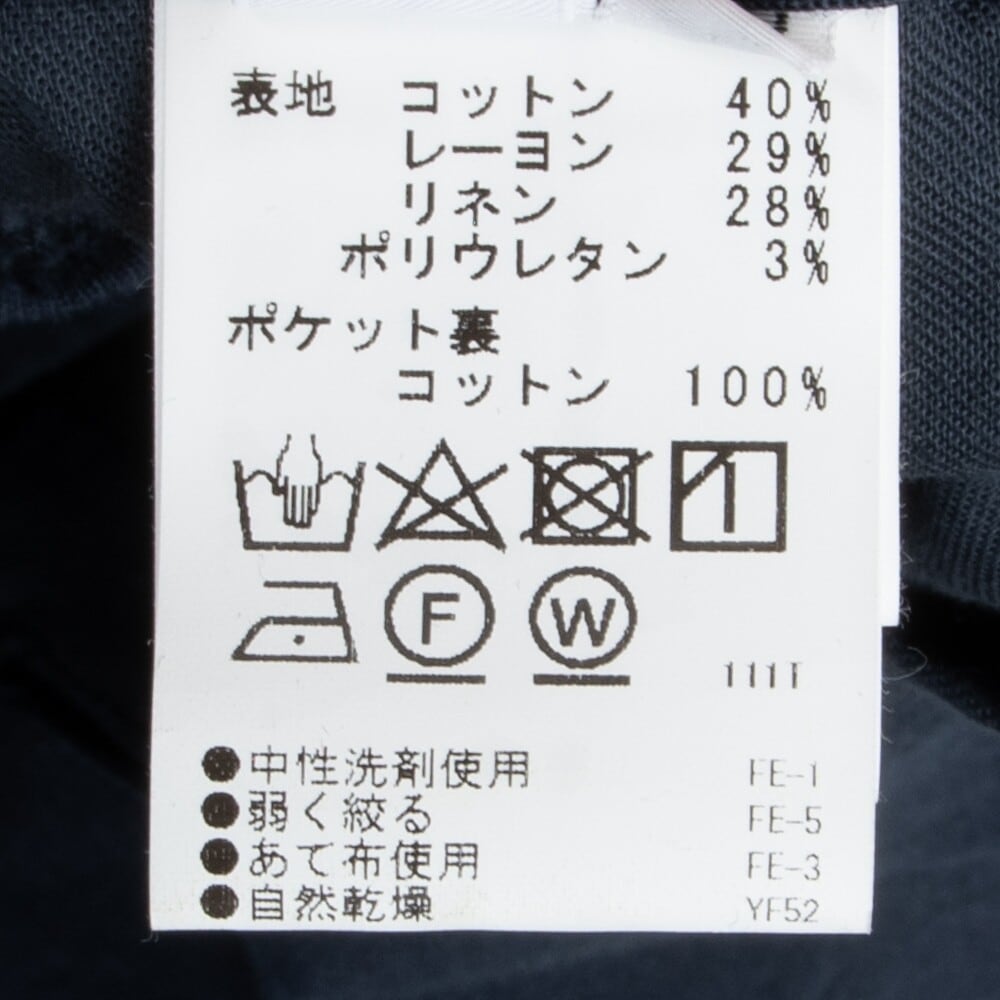 表地 コットン 40%
レーヨン 29%
リネン 28%
ポリウレタン 3%
ポケット裏
コットン 100%
F W
111T
●中性洗剤使用 FE-1
●弱く絞る FE-5
●あて布使用 FE-3
●自然乾燥 YF52